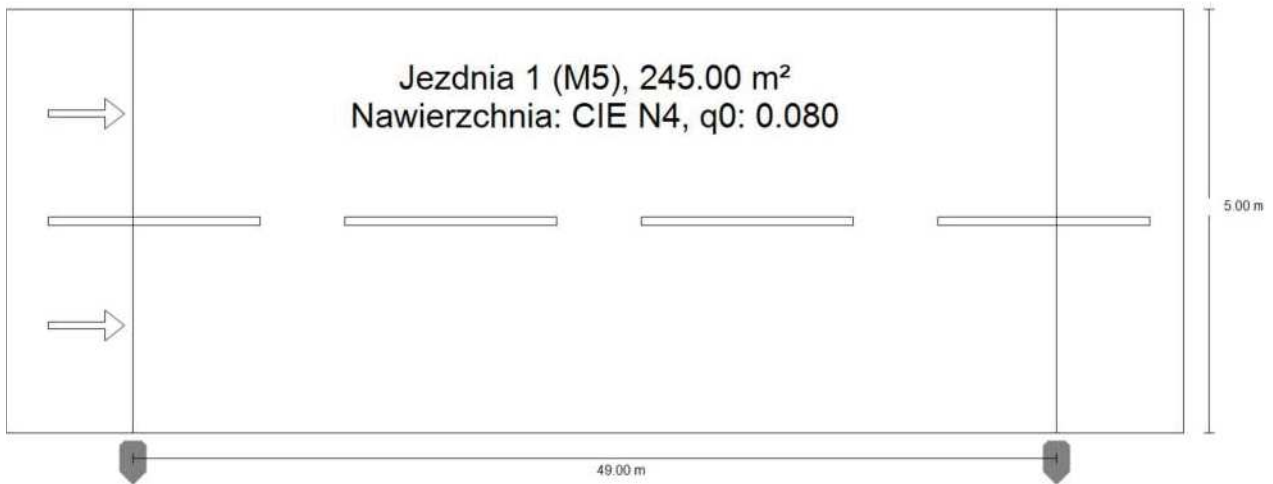 Jezdnia 1 (M5), 245.00 m²
Nawierzchnia: CIE N4, q0: 0.080
5.00 m
49.00 m